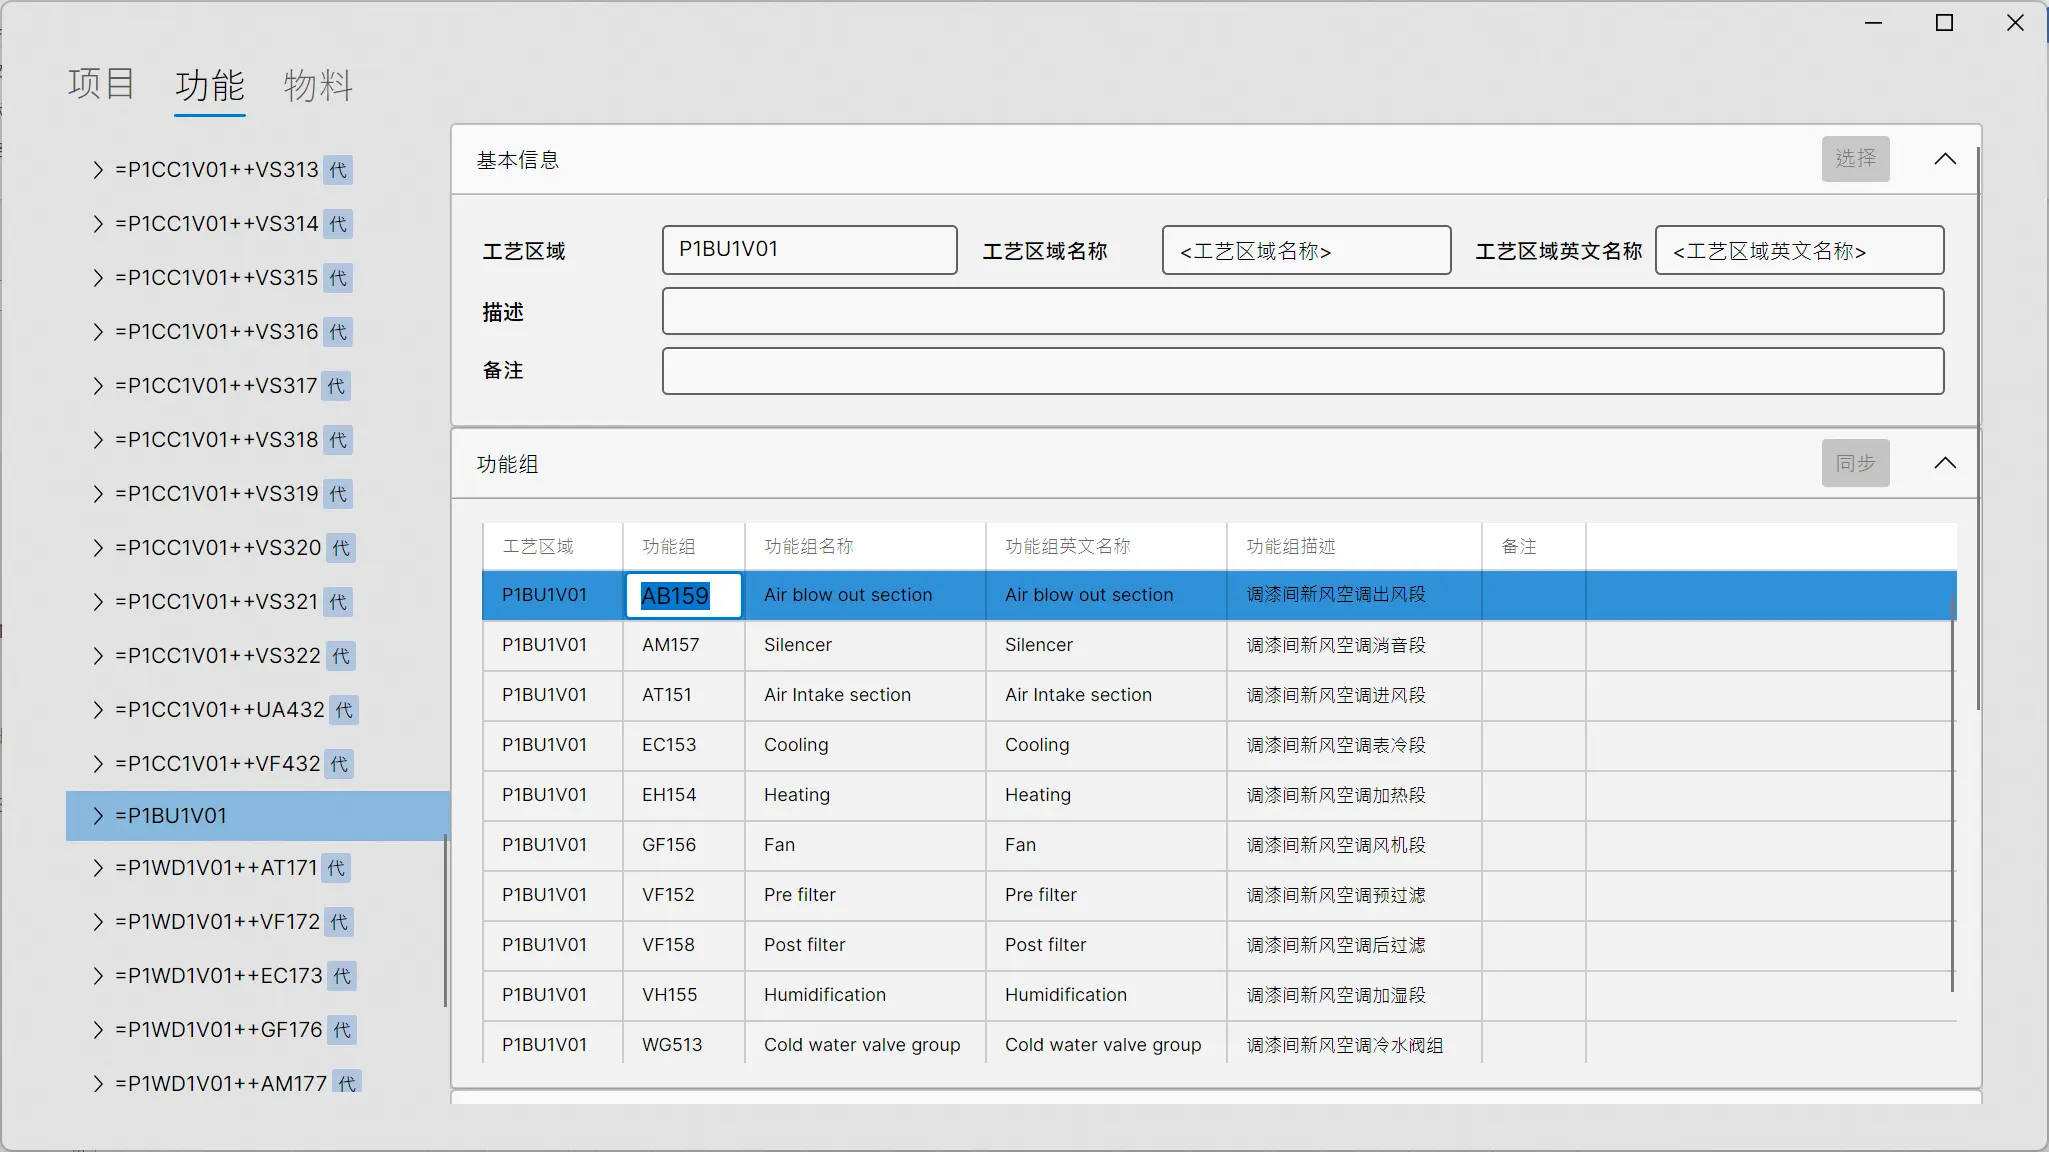 项目 功能 物料
=P1CC1V01++VS313 代
=P1CC1V01++VS314 代
=P1CC1V01++VS315 代
=P1CC1V01++VS316 代
=P1CC1V01++VS317 代
=P1CC1V01++VS318 代
=P1CC1V01++VS319 代
=P1CC1V01++VS320 代
=P1CC1V01++VS321 代
=P1CC1V01++VS322 代
=P1CC1V01++UA432 代
=P1CC1V01++VF432 代
=P1BU1V01
=P1WD1V01++AT171 代
=P1WD1V01++VF172 代
=P1WD1V01++EC173 代
=P1WD1V01++GF176 代
=P1WD1V01++AM177 代
基本信息 选择
工艺区域 P1BU1V01 工艺区域名称 <工艺区域名称> 工艺区域英文名称 <工艺区域英文名称>
描述
备注
功能组 同步
工艺区域 功能组 功能组名称 功能组英文名称 功能组描述 备注
P1BU1V01 AB159 Air blow out section Air blow out section 调漆间新风空调出风段
P1BU1V01 AM157 Silencer Silencer 调漆间新风空调消音段
P1BU1V01 AT151 Air Intake section Air Intake section 调漆间新风空调进风段
P1BU1V01 EC153 Cooling Cooling 调漆间新风空调表冷段
P1BU1V01 EH154 Heating Heating 调漆间新风空调加热段
P1BU1V01 GF156 Fan Fan 调漆间新风空调风机段
P1BU1V01 VF152 Pre filter Pre filter 调漆间新风空调预过滤
P1BU1V01 VF158 Post filter Post filter 调漆间新风空调后过滤
P1BU1V01 VH155 Humidification Humidification 调漆间新风空调加湿段
P1BU1V01 WG513 Cold water valve group Cold water valve group 调漆间新风空调冷水阀组